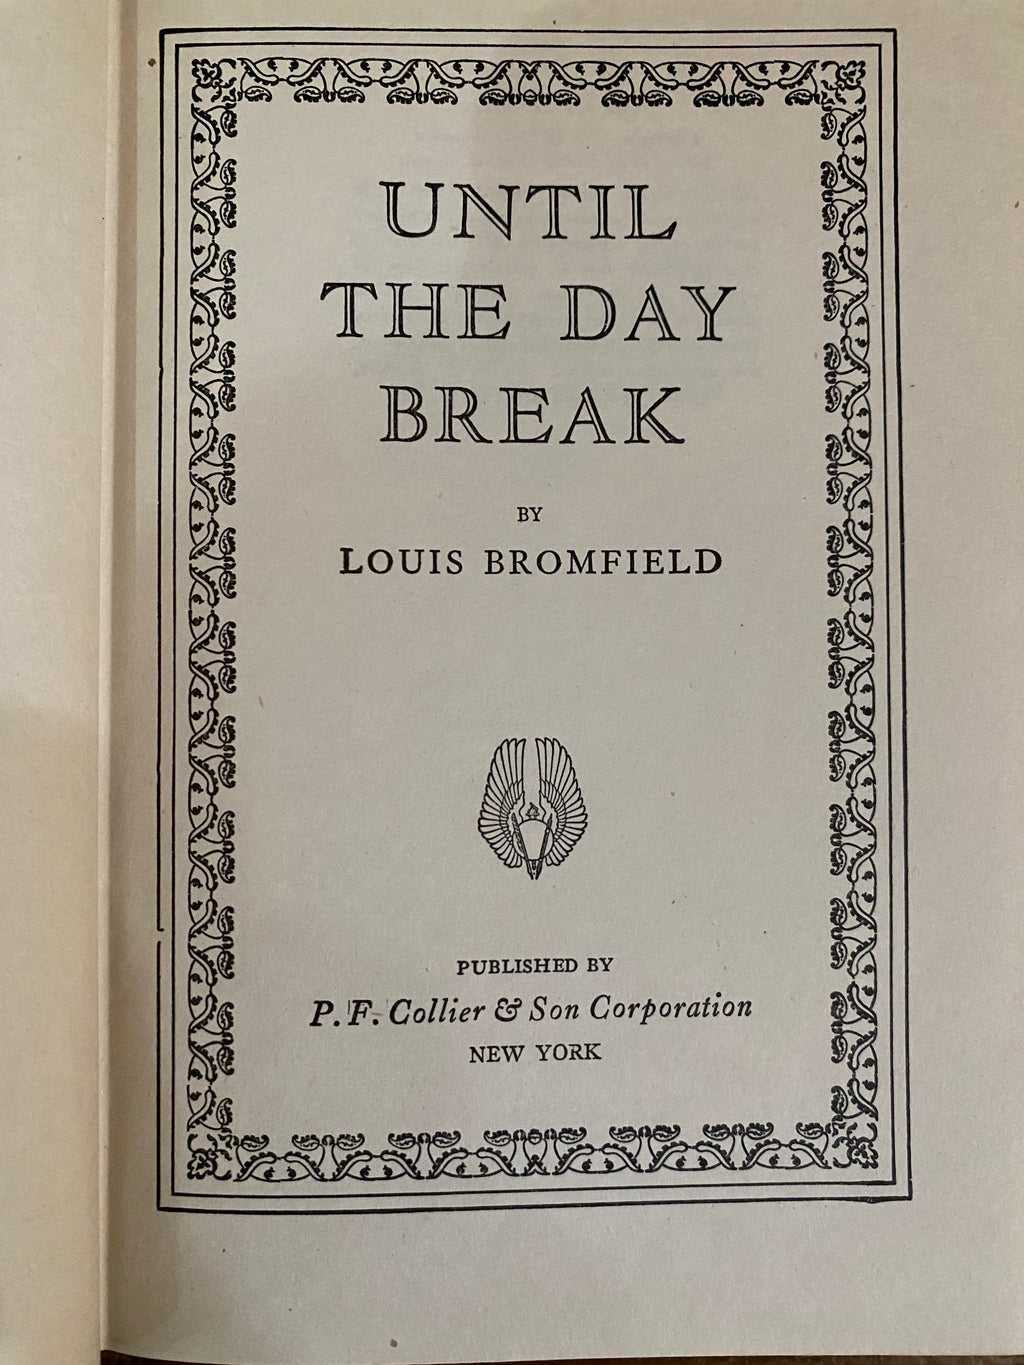 UNTIL
THE DAY
BREAK
BY
LOUIS BROMFIELD
PUBLISHED BY
P. F. Collier & Son Corporation
NEW YORK